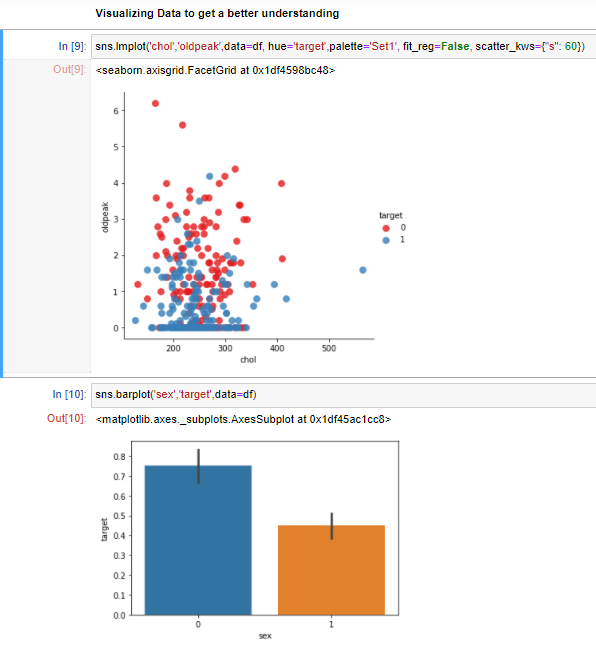 Visualizing Data to get a better understanding
In [9]: sns.lmplot('chol','oldpeak',data=df, hue='target',palette='Set1', fit_reg=False, scatter_kws={"s": 60})
Out[9]: <seaborn.axisgrid.FacetGrid at 0x1df4598bc48>
6
5
4
3
2
1
0
oldpeak
200 300 400 500
chol
target
0
1
In [10]: sns.barplot('sex','target',data=df)
Out[10]: <matplotlib.axes._subplots.AxesSubplot at 0x1df45ac1cc8>
0.8
0.7
0.6
0.5
0.4
0.3
0.2
0.1
0.0
target
0 1
sex